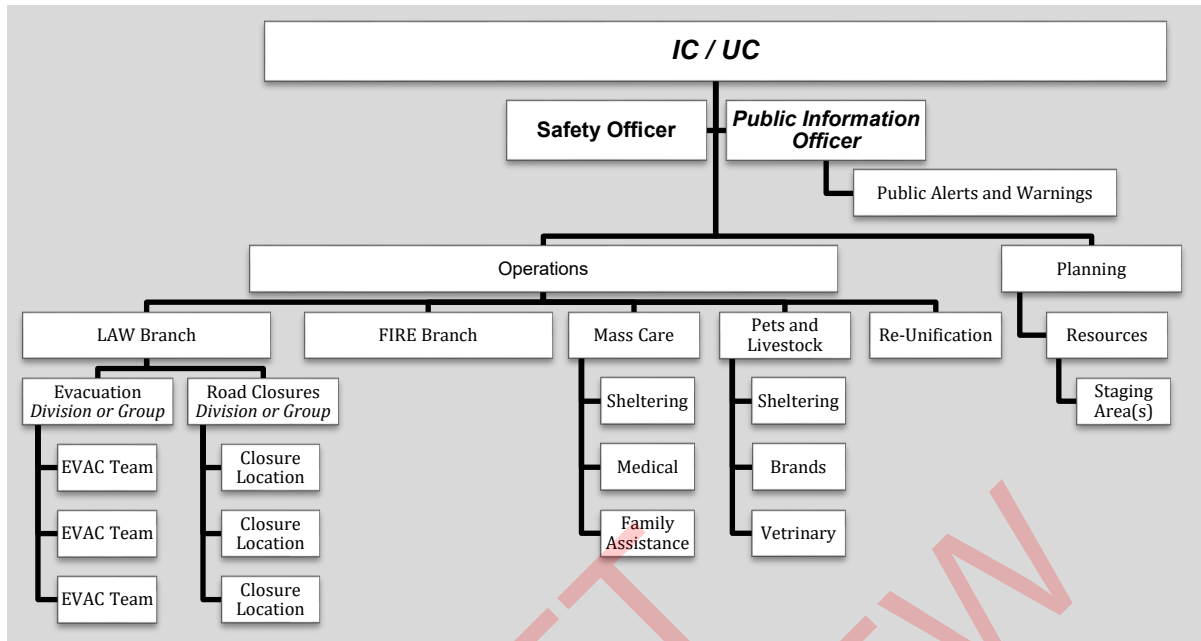 IC / UC
Safety Officer
Public Information
Officer
Public Alerts and Warnings
Operations
Planning
LAW Branch
FIRE Branch
Mass Care
Pets and
Livestock
Re-Unification
Resources
Evacuation
Division or Group
Road Closures
Division or Group
Sheltering
Sheltering
Staging
Area(s)
EVAC Team
Closure
Location
Medical
Brands
EVAC Team
Closure
Location
Family
Assistance
Vetrinary
EVAC Team
Closure
Location